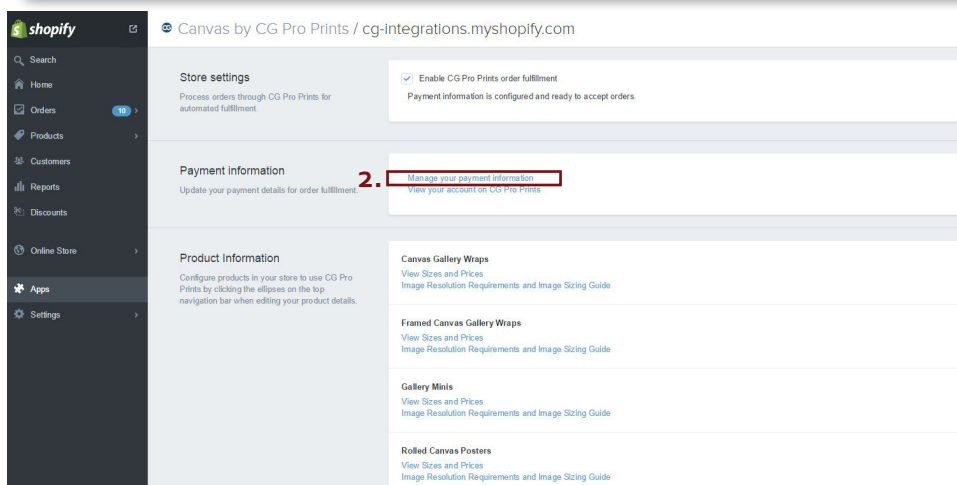 shopify
Canvas by CG Pro Prints / cg-integrations.myshopify.com
Search
Home
Orders 10
Products
Customers
Reports
Discounts
Online Store
Apps
Settings
Store settings
Process orders through CG Pro Prints for
automated fulfillment.
Enable CG Pro Prints order fulfillment
Payment information is configured and ready to accept orders.
Payment information
Update your payment details for order fulfillment.
2.
Manage your payment information
View your account on CG Pro Prints
Product Information
Configure products in your store to use CG Pro
Prints by clicking the ellipses on the top
navigation bar when editing your product details.
Canvas Gallery Wraps
View Sizes and Prices
Image Resolution Requirements and Image Sizing Guide
Framed Canvas Gallery Wraps
View Sizes and Prices
Image Resolution Requirements and Image Sizing Guide
Gallery Minis
View Sizes and Prices
Image Resolution Requirements and Image Sizing Guide
Rolled Canvas Posters
View Sizes and Prices
Image Resolution Requirements and Image Sizing Guide